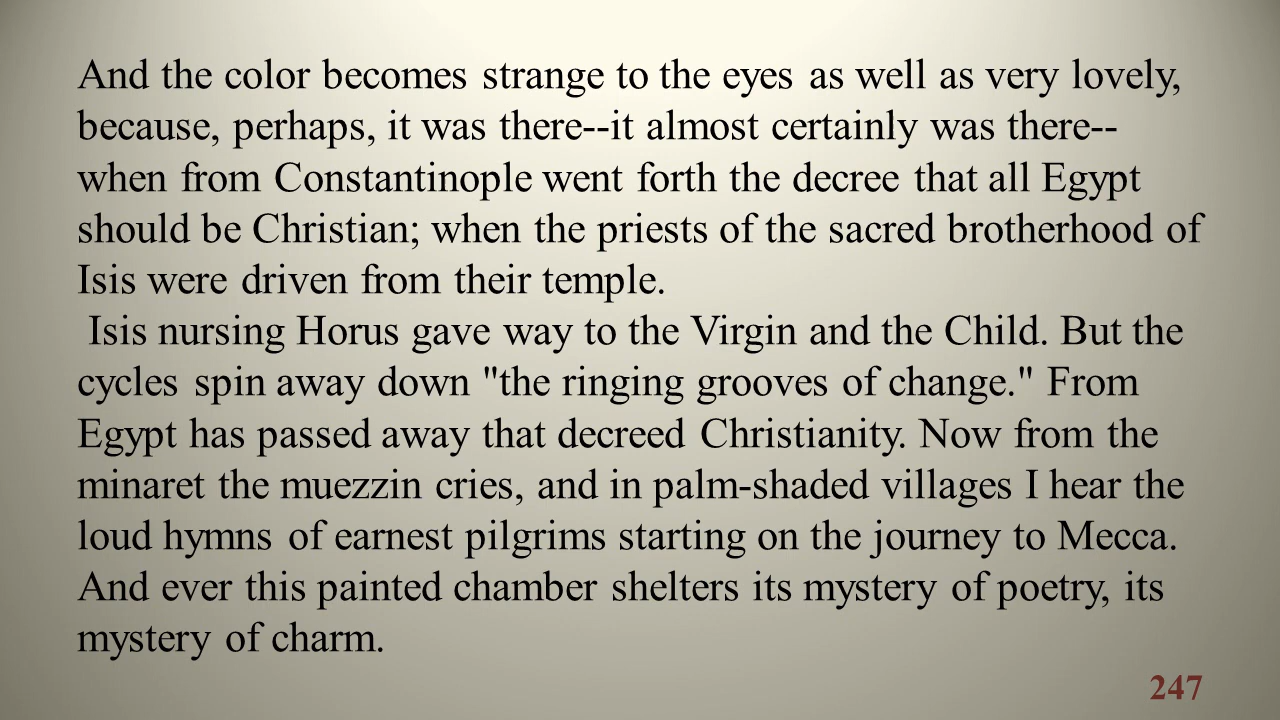 And the color becomes strange to the eyes as well as very lovely,
because, perhaps, it was there--it almost certainly was there--
when from Constantinople went forth the decree that all Egypt
should be Christian; when the priests of the sacred brotherhood of
Isis were driven from their temple.
Isis nursing Horus gave way to the Virgin and the Child. But the
cycles spin away down "the ringing grooves of change." From
Egypt has passed away that decreed Christianity. Now from the
minaret the muezzin cries, and in palm-shaded villages I hear the
loud hymns of earnest pilgrims starting on the journey to Mecca.
And ever this painted chamber shelters its mystery of poetry, its
mystery of charm.
247